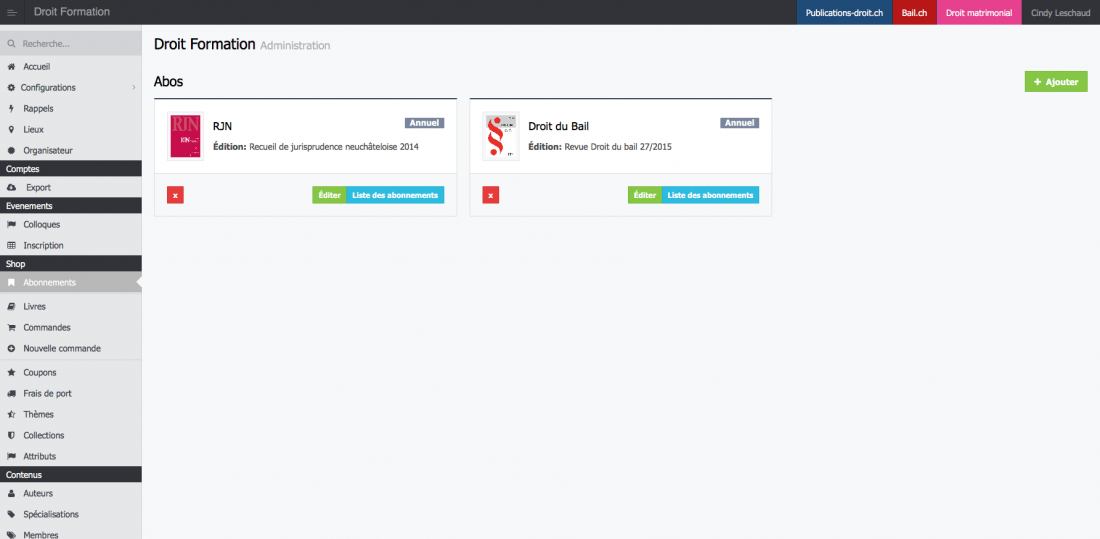 Droit Formation
Publications-droit.ch
Bail.ch
Droit matrimonial
Cindy Leschaud
Recherche...
Accueil
Configurations
Rappels
Lieux
Organisateur
Comptes
Export
Evenements
Colloques
Inscription
Shop
Abonnements
Livres
Commandes
Nouvelle commande
Coupons
Frais de port
Thèmes
Collections
Attributs
Contenus
Auteurs
Spécialisations
Membres
Droit Formation Administration
Abos
+ Ajouter
RJN
RJN
RJN
Annuel
Édition: Recueil de jurisprudence neuchâteloise 2014
x
Éditer
Liste des abonnements
Droit du Bail
Annuel
Édition: Revue Droit du bail 27/2015
x
Éditer
Liste des abonnements